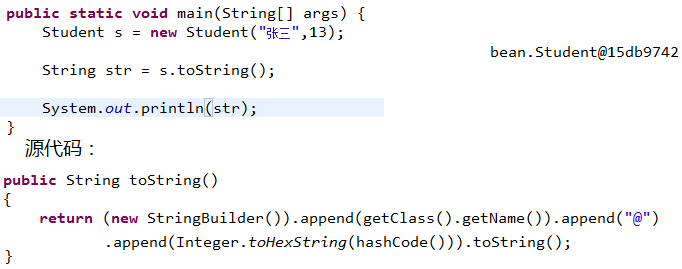 public static void main(String[] args) {
Student s = new Student("张三",13);
bean.Student@15db9742
String str = s.toString();
System.out.println(str);
}
源代码：
public String toString()
{
return (new StringBuilder()).append(getClass().getName()).append("@")
.append(Integer.toHexString(hashCode())).toString();
}